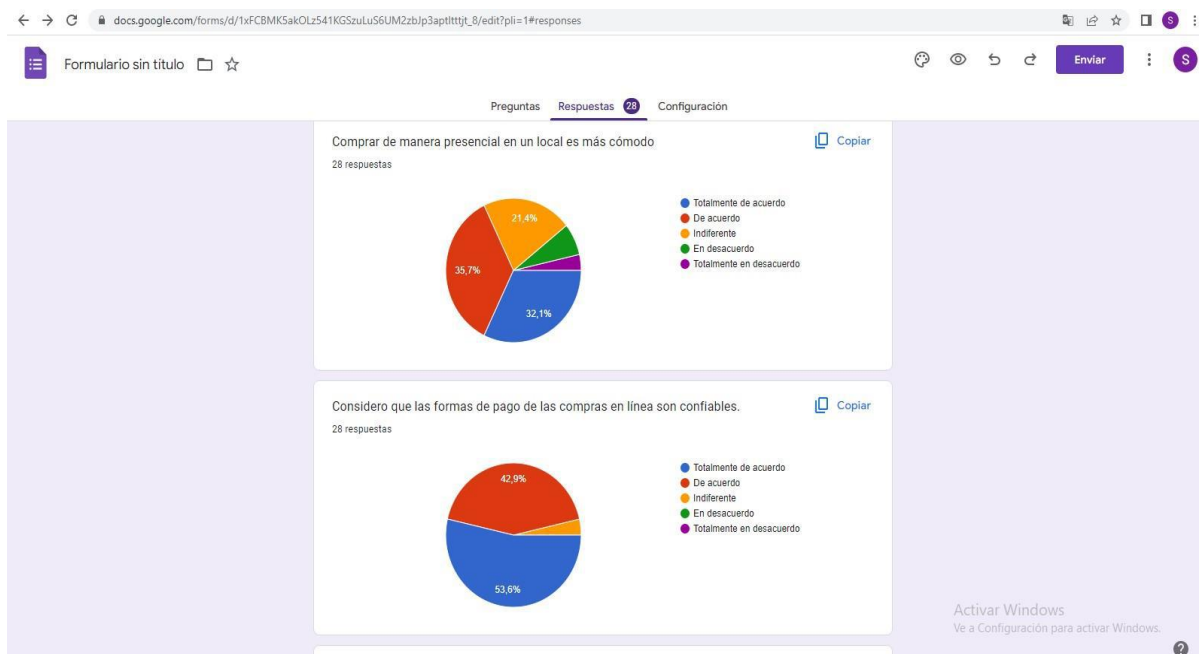 docs.google.com/forms/d/1xFCBMK5akOLz541KGSzuLuS6UM2zbJp3aptltttjt_8/edit?pli=1#responses
Formulario sin título
Enviar
S
Preguntas Respuestas 28 Configuración
Comprar de manera presencial en un local es más cómodo
Copiar
28 respuestas
21,4%
35,7%
32,1%
Totalmente de acuerdo
De acuerdo
Indiferente
En desacuerdo
Totalmente en desacuerdo
Considero que las formas de pago de las compras en línea son confiables.
Copiar
28 respuestas
42,9%
53,6%
Totalmente de acuerdo
De acuerdo
Indiferente
En desacuerdo
Totalmente en desacuerdo
Activar Windows
Ve a Configuración para activar Windows.